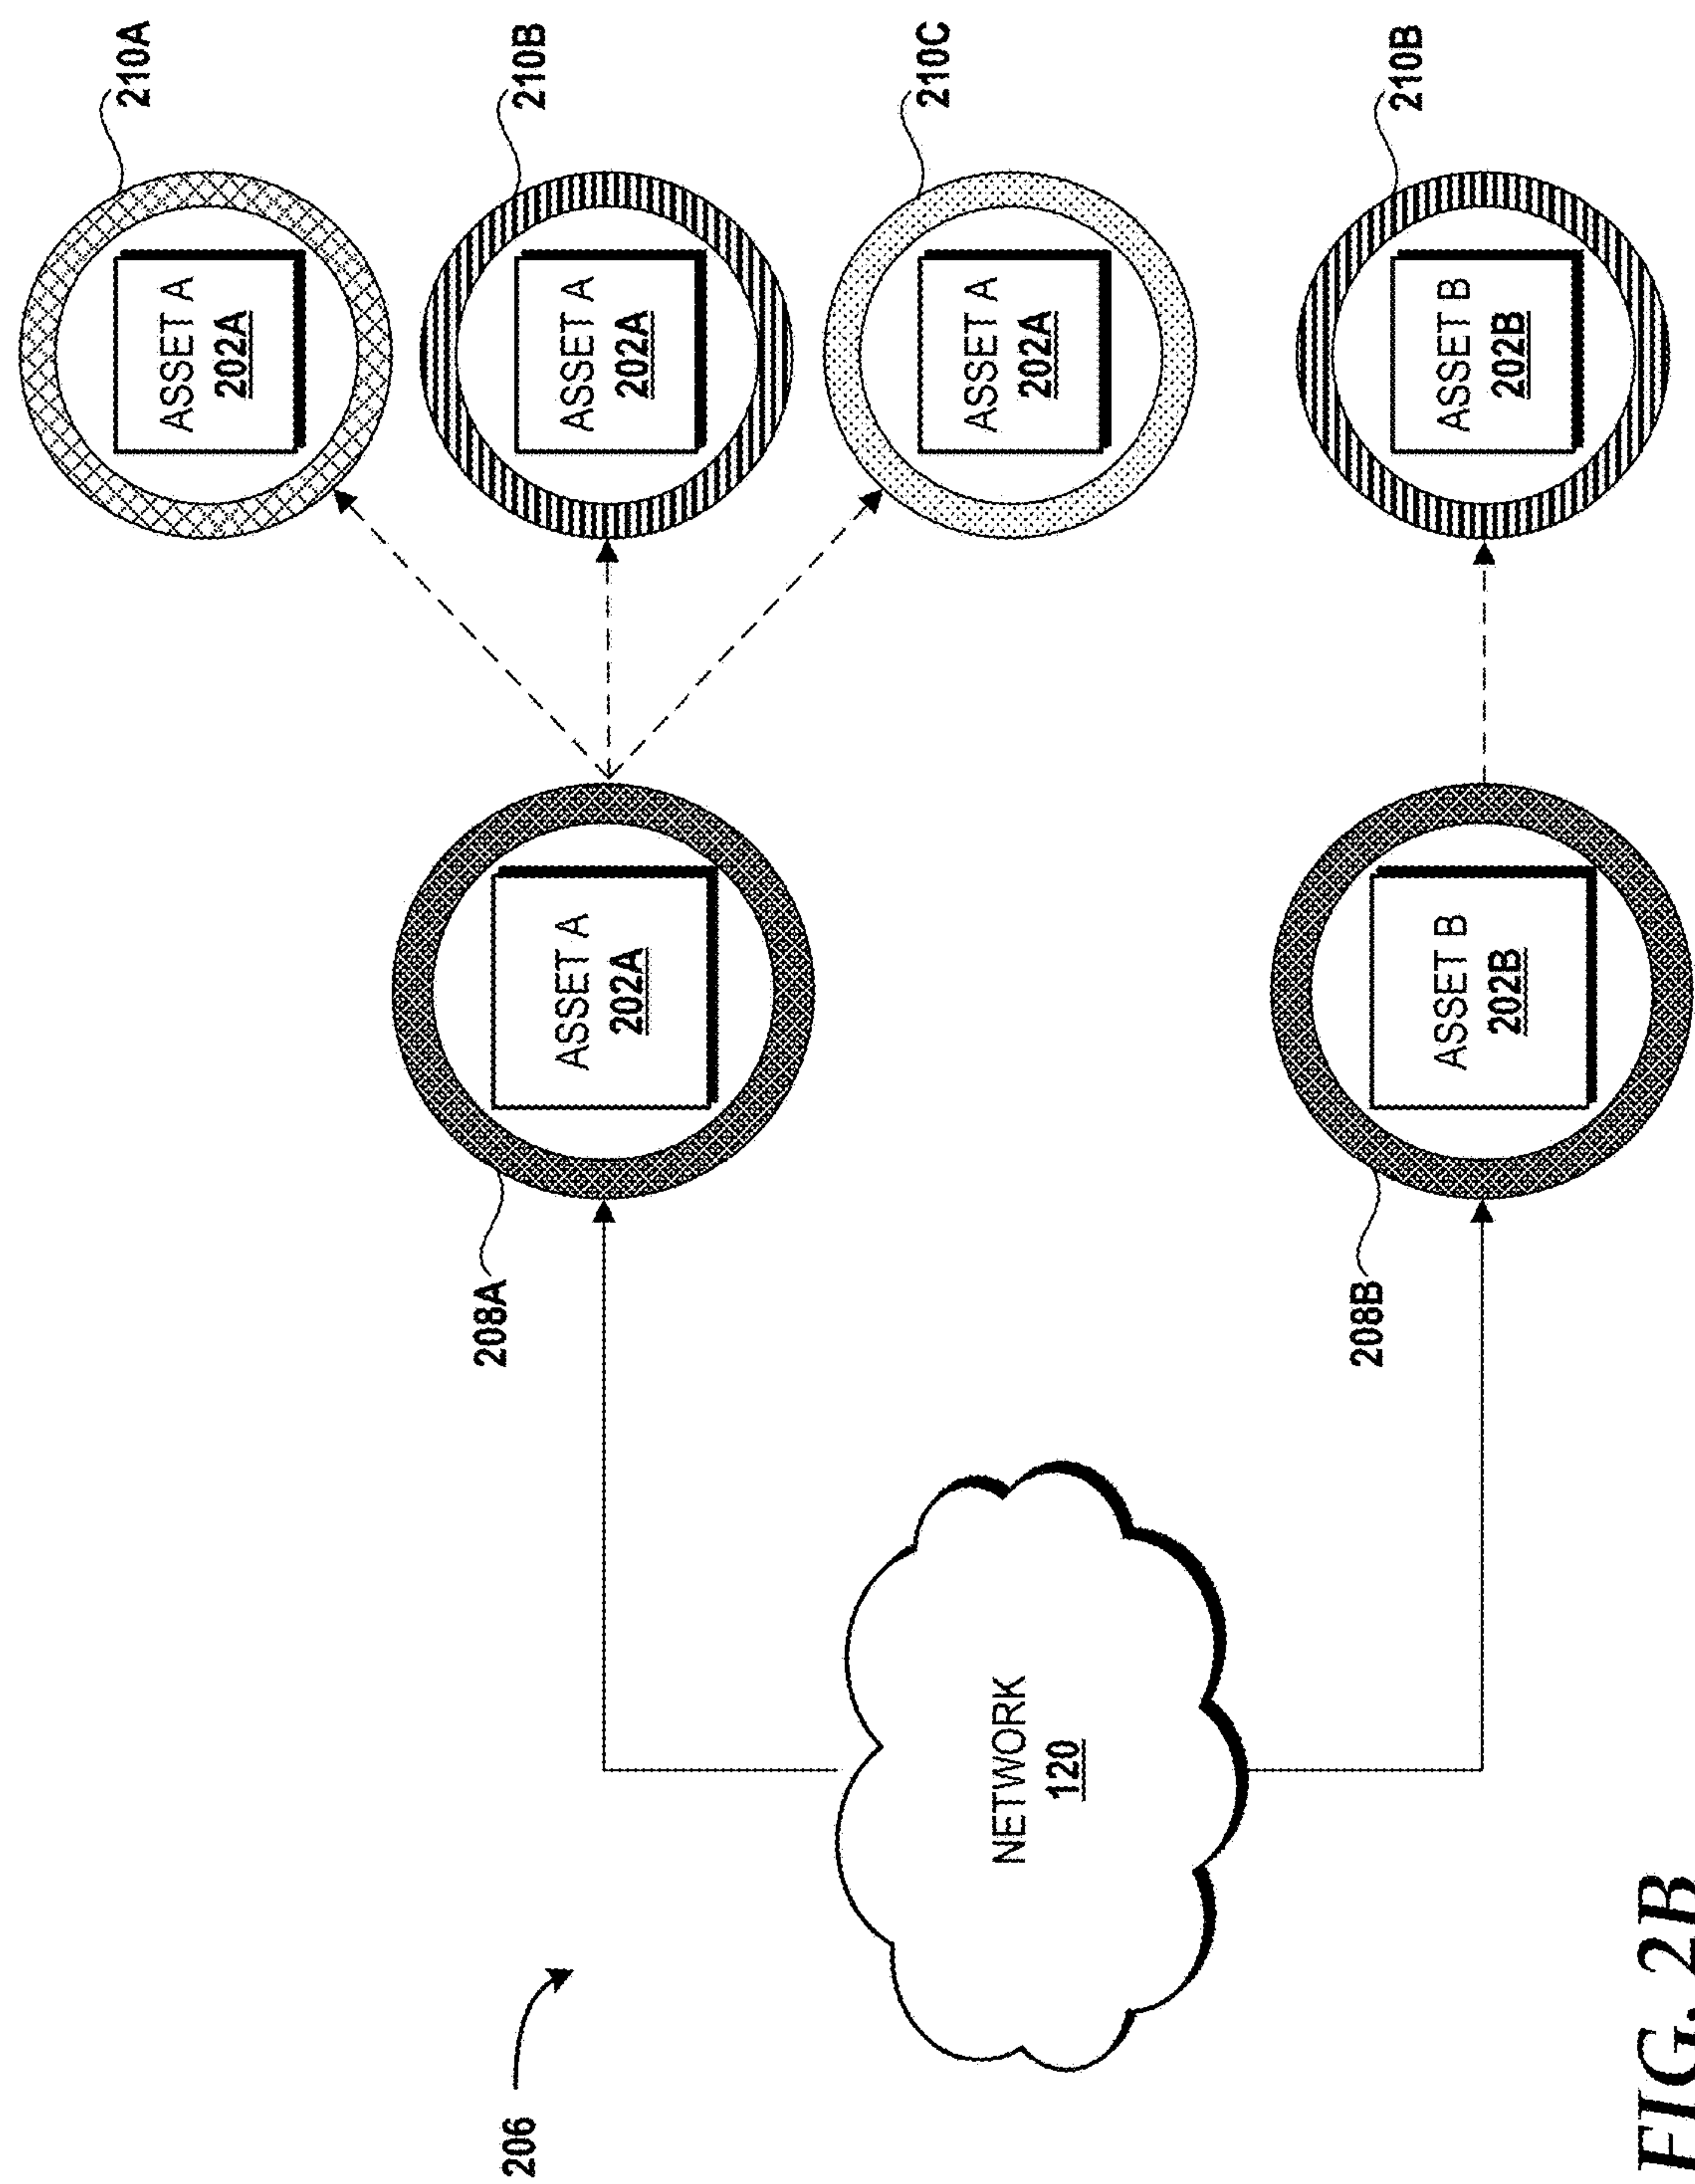 206
NETWORK
120
208A
ASSET A
202A
208B
ASSET B
202B
210A
ASSET A
202A
210B
ASSET A
202A
210C
ASSET A
202A
210B
ASSET B
202B
FIG. 2B